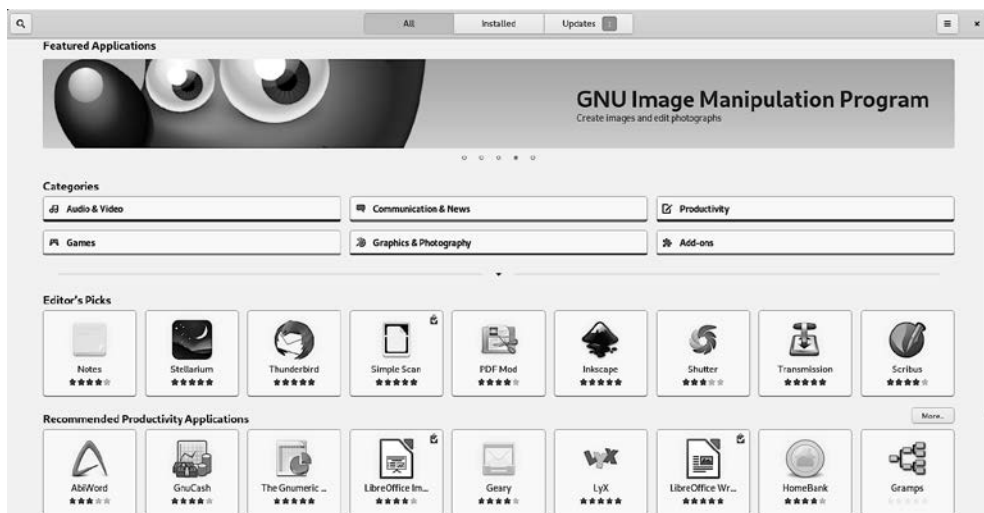 All Installed Updates
Featured Applications
GNU Image Manipulation Program
Create images and edit photographs
Categories
Audio & Video Communication & News Productivity
Games Graphics & Photography Add-ons
Editor's Picks
Notes Stellarium Thunderbird Simple Scan PDF Mod Inkscape Shutter Transmission Scribus
Recommended Productivity Applications More...
LyX
AbiWord GnuCash The Gnumeric ... LibreOffice Im... Geary LyX LibreOffice Wr... HomeBank Gramps